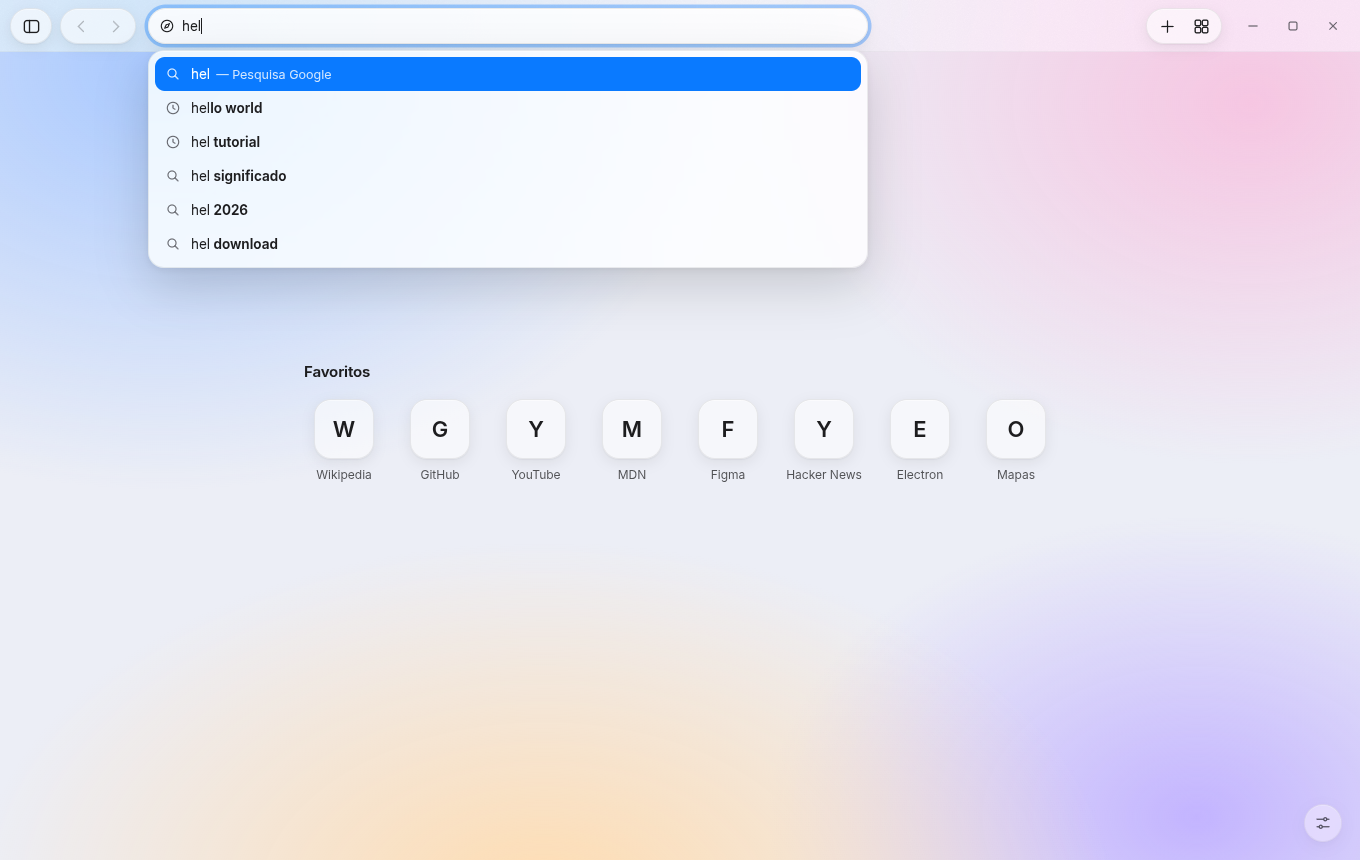 hel
hel — Pesquisa Google
hello world
hel tutorial
hel significado
hel 2026
hel download
Favoritos
W G Y M F Y E O
Wikipedia GitHub YouTube MDN Figma Hacker News Electron Mapas